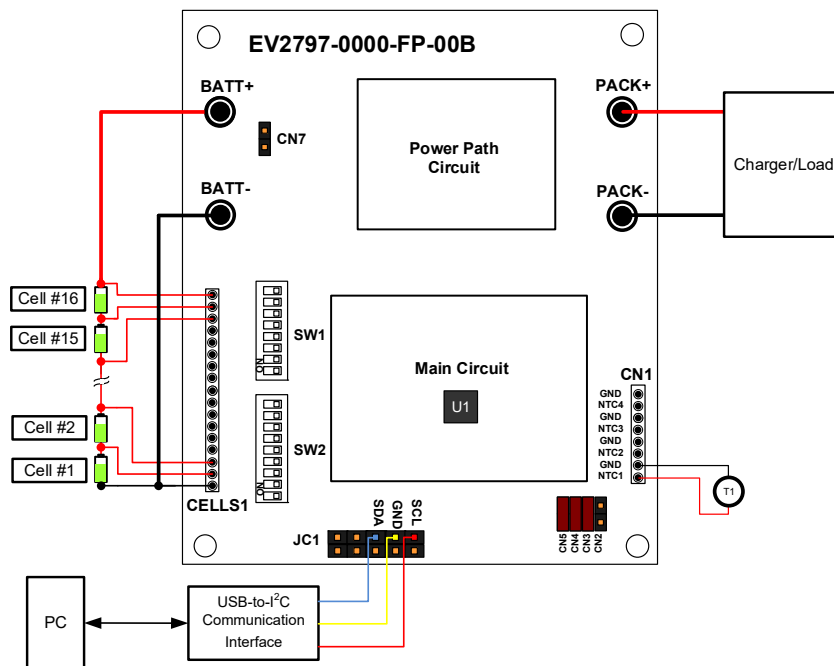 EV2797-0000-FP-00B
BATT+
PACK+
CN7
Power Path
Circuit
Charger/Load
BATT-
PACK-
Cell #16
Cell #15
SW1
ON
Main Circuit
U1
CN1
GND
NTC4
GND
NTC3
GND
NTC2
GND
NTC1
T1
Cell #2
Cell #1
SW2
ON
CELLS1
SDA
GND
SCL
JC1
CN5
CN4
CN3
CN2
PC
USB-to-I²C
Communication
Interface